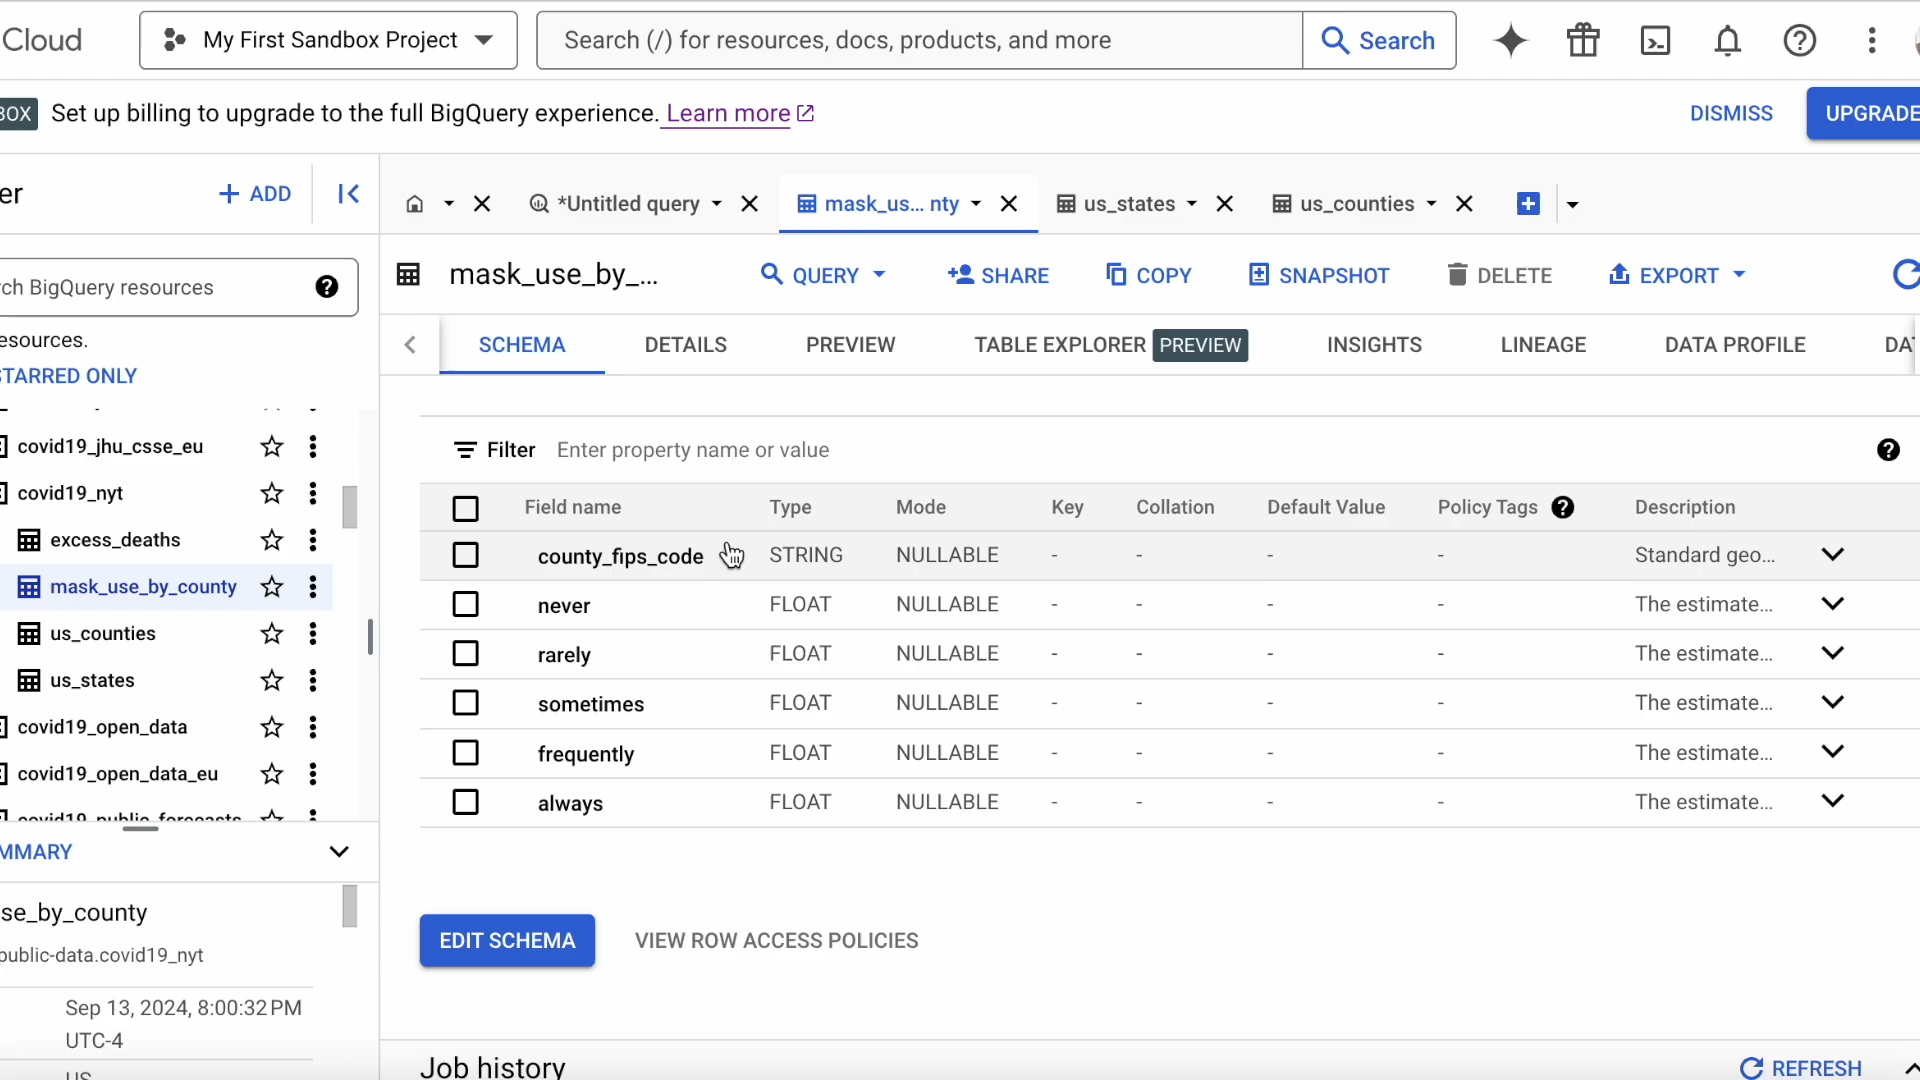 Cloud
My First Sandbox Project
Search (/) for resources, docs, products, and more
Search
BOX
Set up billing to upgrade to the full BigQuery experience. Learn more
DISMISS
UPGRADE
er
+ ADD
*Untitled query
mask_us... nty
us_states
us_counties
rch BigQuery resources
mask_use_by_...
QUERY
SHARE
COPY
SNAPSHOT
DELETE
EXPORT
esources.
STARRED ONLY
SCHEMA
DETAILS
PREVIEW
TABLE EXPLORER PREVIEW
INSIGHTS
LINEAGE
DATA PROFILE
DAT
covid19_jhu_csse_eu
covid19_nyt
excess_deaths
mask_use_by_county
us_counties
us_states
covid19_open_data
covid19_open_data_eu
covid19_public_forecasts
Filter Enter property name or value
Field name Type Mode Key Collation Default Value Policy Tags Description
county_fips_code STRING NULLABLE - - - - Standard geo...
never FLOAT NULLABLE - - - - The estimate...
rarely FLOAT NULLABLE - - - - The estimate...
sometimes FLOAT NULLABLE - - - - The estimate...
frequently FLOAT NULLABLE - - - - The estimate...
always FLOAT NULLABLE - - - - The estimate...
MMARY
se_by_county
public-data.covid19_nyt
Sep 13, 2024, 8:00:32 PM
UTC-4
US
EDIT SCHEMA
VIEW ROW ACCESS POLICIES
Job history
REFRESH